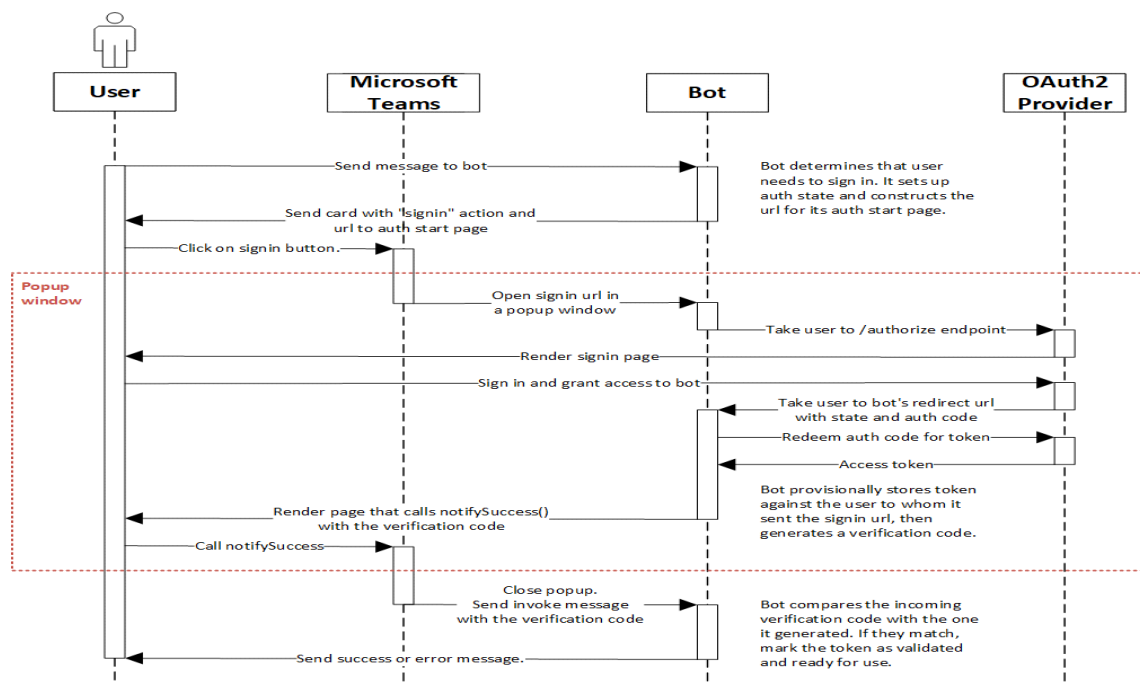 User
Microsoft
Teams
Bot
OAuth2
Provider
Send message to bot
Bot determines that user
needs to sign in. It sets up
auth state and constructs the
url for its auth start page.
Send card with "signin" action and
url to auth start page
Click on signin button.
Popup
window
Open signin url in
a popup window
Take user to /authorize endpoint
Render signin page
Sign in and grant access to bot
Take user to bot's redirect url
with state and auth code
Redeem auth code for token
Access token
Bot provisionally stores token
against the user to whom it
sent the signin url, then
generates a verification code.
Render page that calls notifySuccess()
with the verification code
Call notifySuccess
Close popup.
Send invoke message
with the verification code
Bot compares the incoming
verification code with the one
it generated. If they match,
mark the token as validated
and ready for use.
Send success or error message.